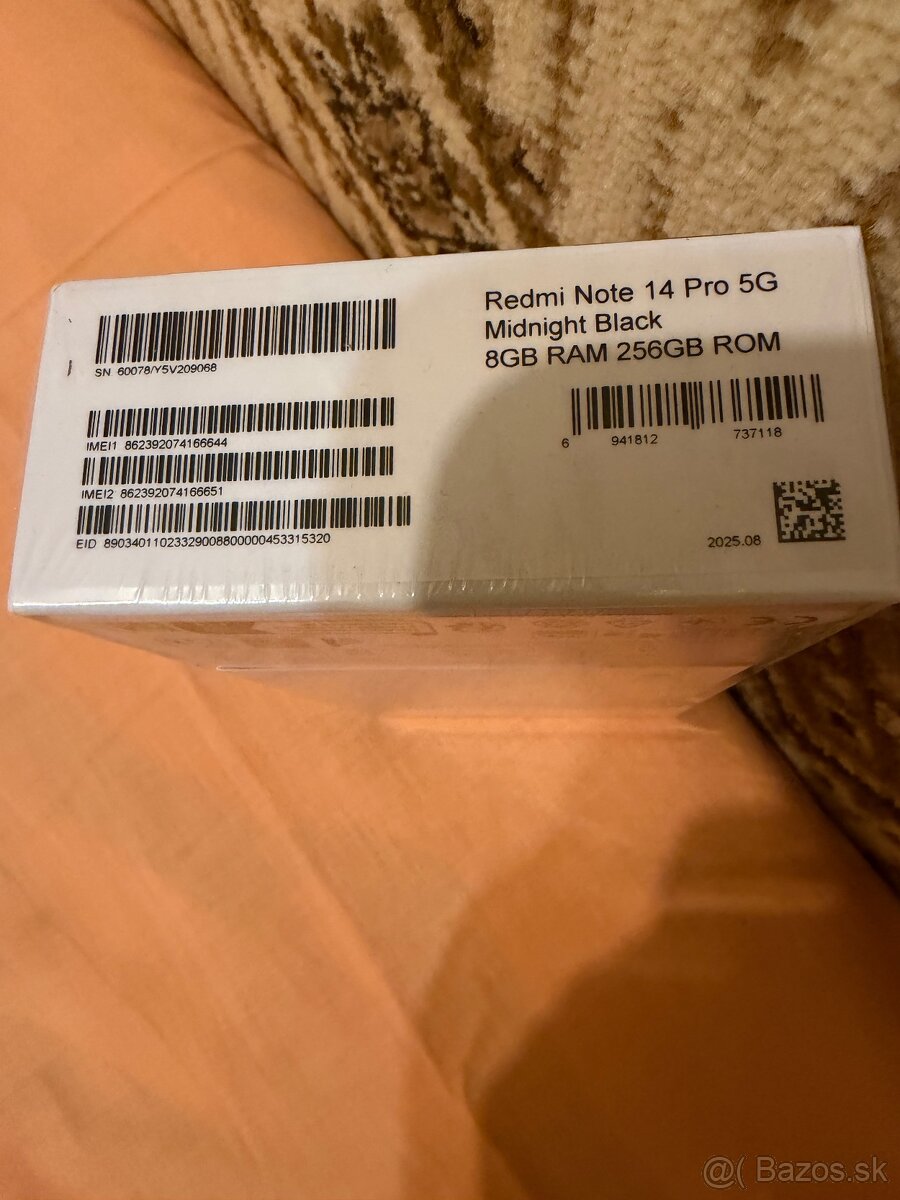 SN 60078/Y5V209068
IMEI1 862392074166644
IMEI2 862392074166651
EID 89034011023329008800000453315320
Redmi Note 14 Pro 5G
Midnight Black
8GB RAM 256GB ROM
6 941812 737118
2025.08
@( Bazos.sk